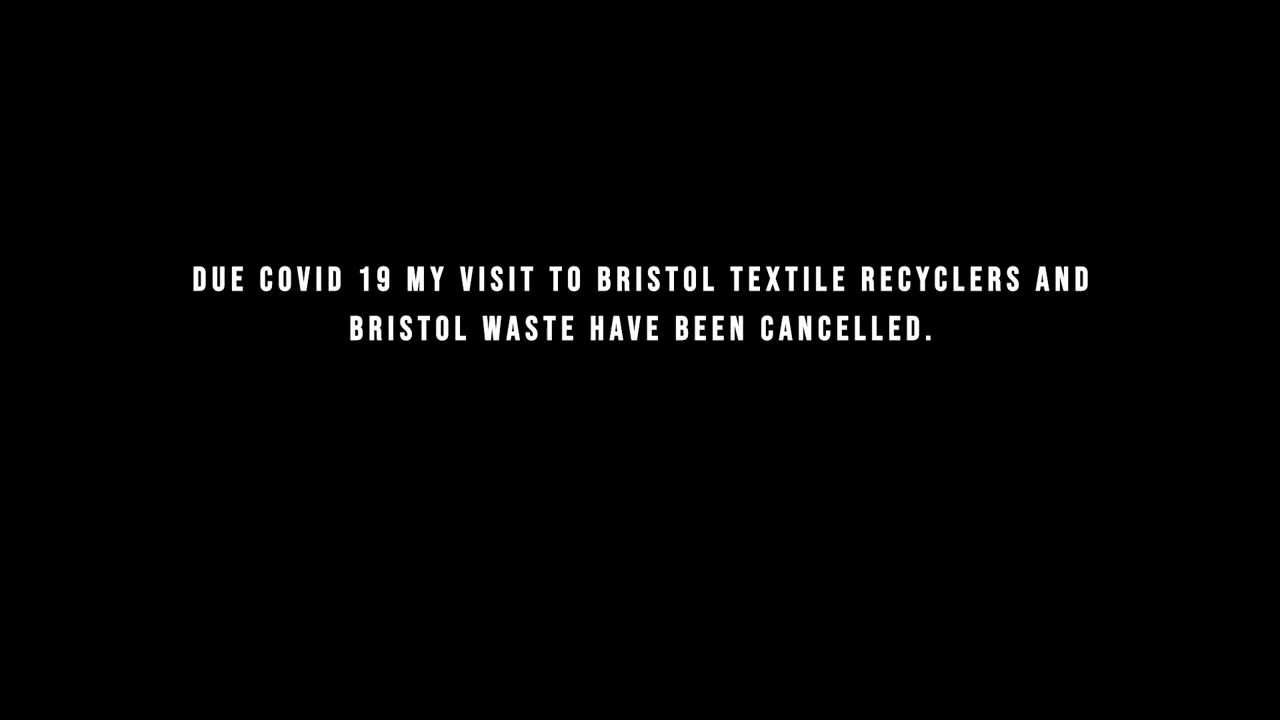 DUE COVID 19 MY VISIT TO BRISTOL TEXTILE RECYCLERS AND
BRISTOL WASTE HAVE BEEN CANCELLED.